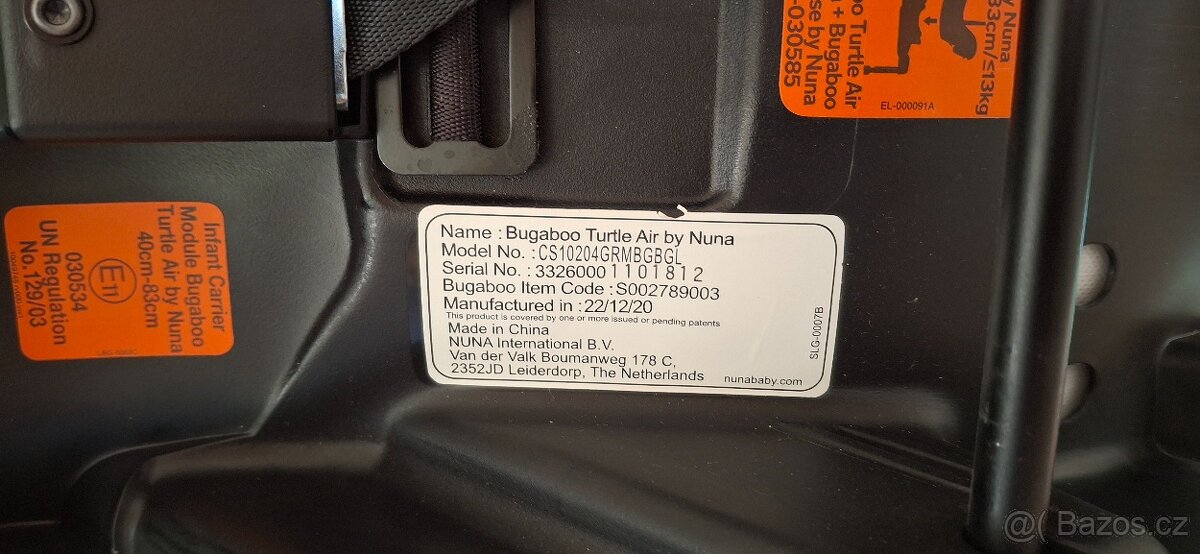 y Nuna
83cm/≤13kg
oo Turtle Air
n + Bugaboo
se by Nuna
-030585
EL-000091A
Infant Carrier
Module Bugaboo
Turtle Air by Nuna
40cm-83cm
E11
030534
UN Regulation
No.129/03
Name : Bugaboo Turtle Air by Nuna
Model No. : CS10204GRMBGBGL
Serial No. : 33260001101812
Bugaboo Item Code : S002789003
Manufactured in : 22/12/20
This product is covered by one or more issued or pending patents
Made in China
NUNA International B.V.
Van der Valk Boumanweg 178 C,
2352JD Leiderdorp, The Netherlands
nunababy.com
SLG-0007B
@( Bazos.cz